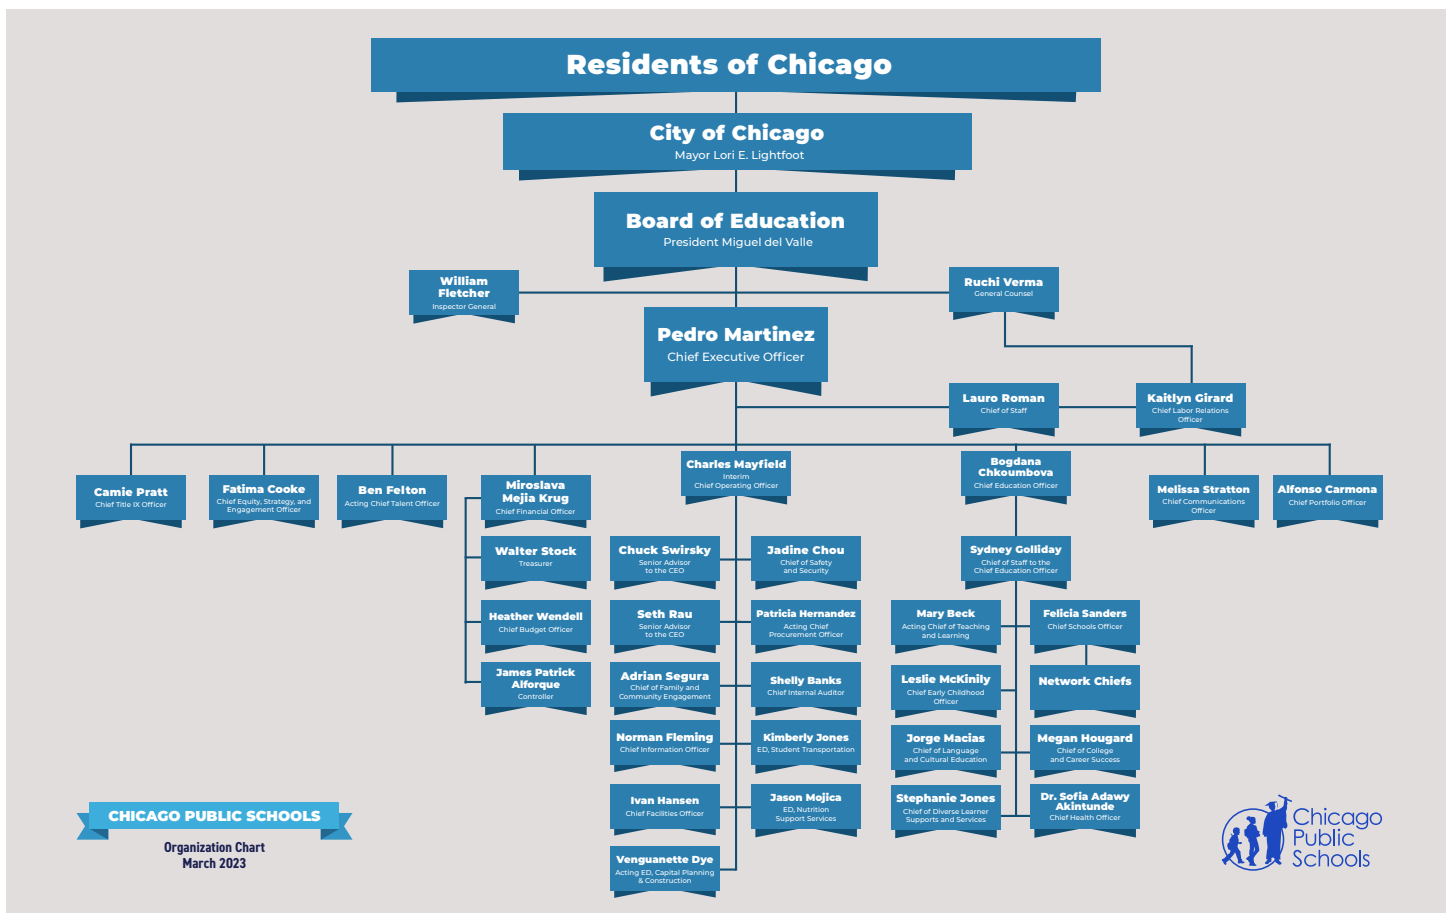 Residents of Chicago
City of Chicago
Mayor Lori E. Lightfoot
Board of Education
President Miguel del Valle
William
Fletcher
Inspector General
Ruchi Verma
General Counsel
Pedro Martinez
Chief Executive Officer
Lauro Roman
Chief of Staff
Kaitlyn Girard
Chief Labor Relations
Officer
Camie Pratt
Chief Title IX Officer
Fatima Cooke
Chief Equity, Strategy, and
Engagement Officer
Ben Felton
Acting Chief Talent Officer
Miroslava
Mejia Krug
Chief Financial Officer
Charles Mayfield
Interim
Chief Operating Officer
Bogdana
Chkoumbova
Chief Education Officer
Melissa Stratton
Chief Communications
Officer
Alfonso Carmona
Chief Portfolio Officer
Walter Stock
Treasurer
Heather Wendell
Chief Budget Officer
James Patrick
Alforque
Controller
Chuck Swirsky
Senior Advisor
to the CEO
Jadine Chou
Chief of Safety
and Security
Seth Rau
Senior Advisor
to the CEO
Patricia Hernandez
Acting Chief
Procurement Officer
Adrian Segura
Chief of Family and
Community Engagement
Shelly Banks
Chief Internal Auditor
Norman Fleming
Chief Information Officer
Kimberly Jones
ED, Student Transportation
Ivan Hansen
Chief Facilities Officer
Jason Mojica
ED, Nutrition
Support Services
Venguanette Dye
Acting ED, Capital Planning
& Construction
Sydney Golliday
Chief of Staff to the
Chief Education Officer
Mary Beck
Acting Chief of Teaching
and Learning
Felicia Sanders
Chief Schools Officer
Leslie McKinily
Chief Early Childhood
Officer
Network Chiefs
Jorge Macias
Chief of Language
and Cultural Education
Megan Hougard
Chief of College
and Career Success
Stephanie Jones
Chief of Diverse Learner
Supports and Services
Dr. Sofia Adawy
Akintunde
Chief Health Officer
CHICAGO PUBLIC SCHOOLS
Organization Chart
March 2023
Chicago
Public
Schools